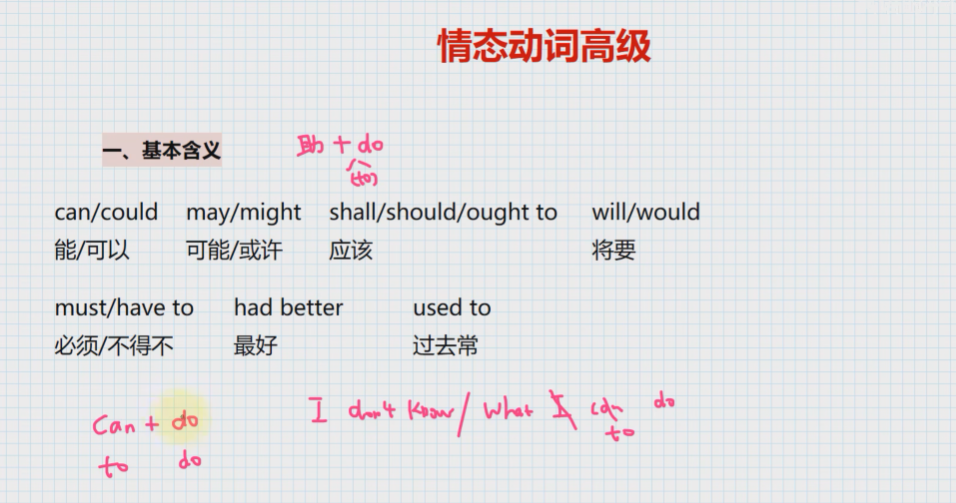 情态动词高级
一、基本含义
助 + do
(to)
can/could may/might shall/should/ought to will/would
能/可以 可能/或许 应该 将要
must/have to had better used to
必须/不得不 最好 过去常
I don't know / what I can do
to
Can + do
to do